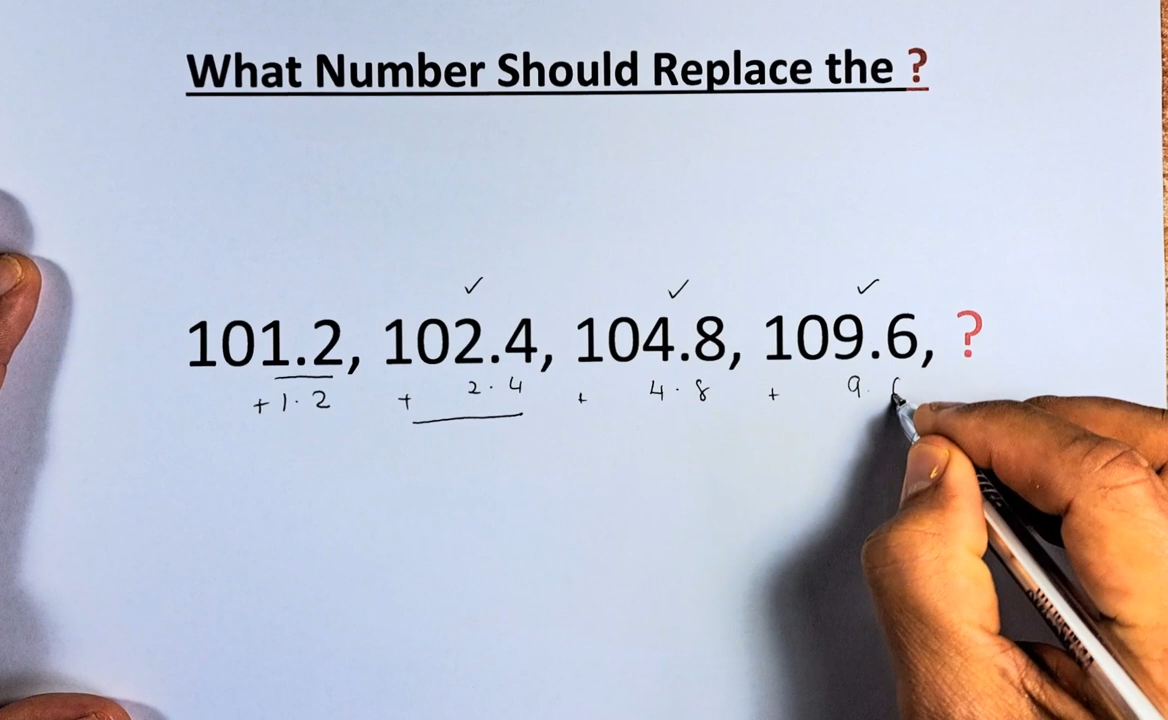 What Number Should Replace the ?
✓ ✓ ✓
101.2, 102.4, 104.8, 109.6, ?
+1.2 + 2.4 + 4.8 + 9.